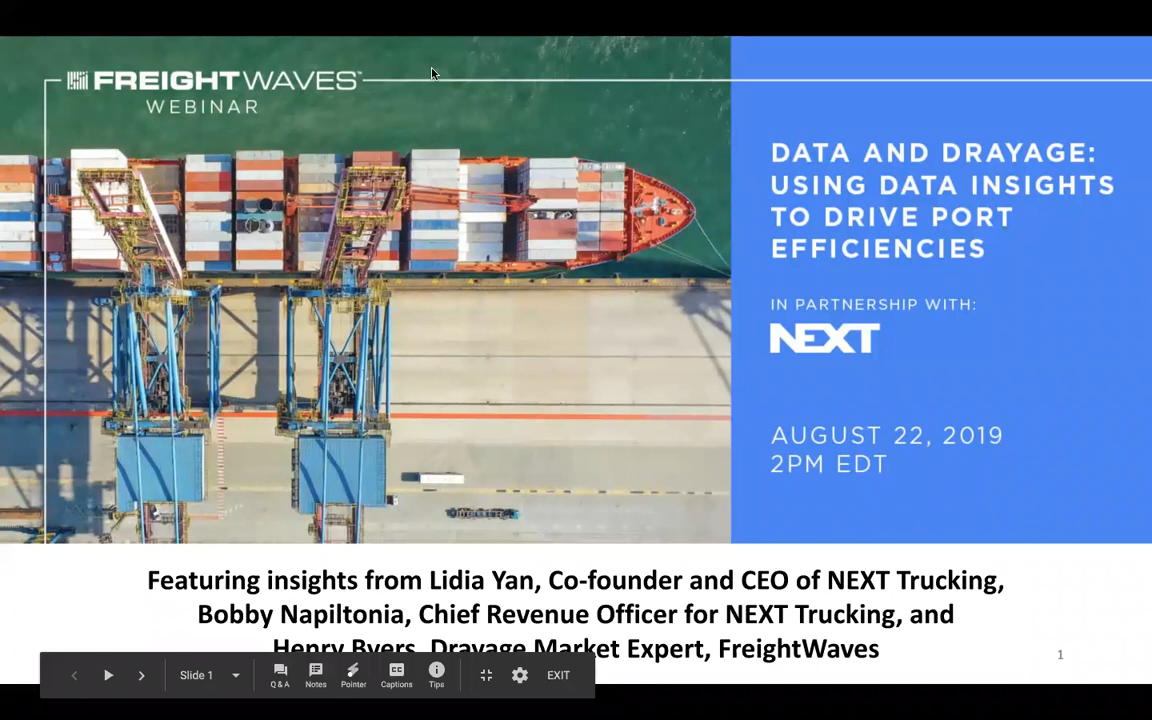 FREIGHTWAVES
WEBINAR
DATA AND DRAYAGE:
USING DATA INSIGHTS
TO DRIVE PORT
EFFICIENCIES
IN PARTNERSHIP WITH:
NEXT
AUGUST 22, 2019
2PM EDT
Featuring insights from Lidia Yan, Co-founder and CEO of NEXT Trucking,
Bobby Napiltonia, Chief Revenue Officer for NEXT Trucking, and
Henry Byers, Drayage Market Expert, FreightWaves
1
Slide 1
Q & A
Notes
Pointer
Captions
Tips
EXIT